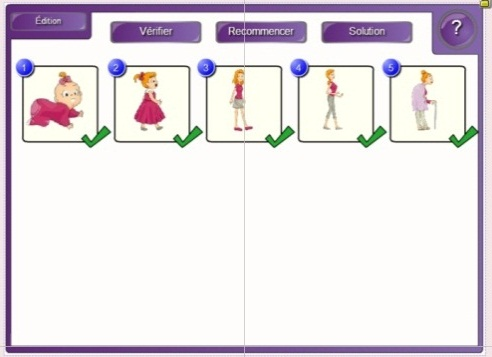 Édition
Vérifier
Recommencer
Solution
?
1
2
3
4
5